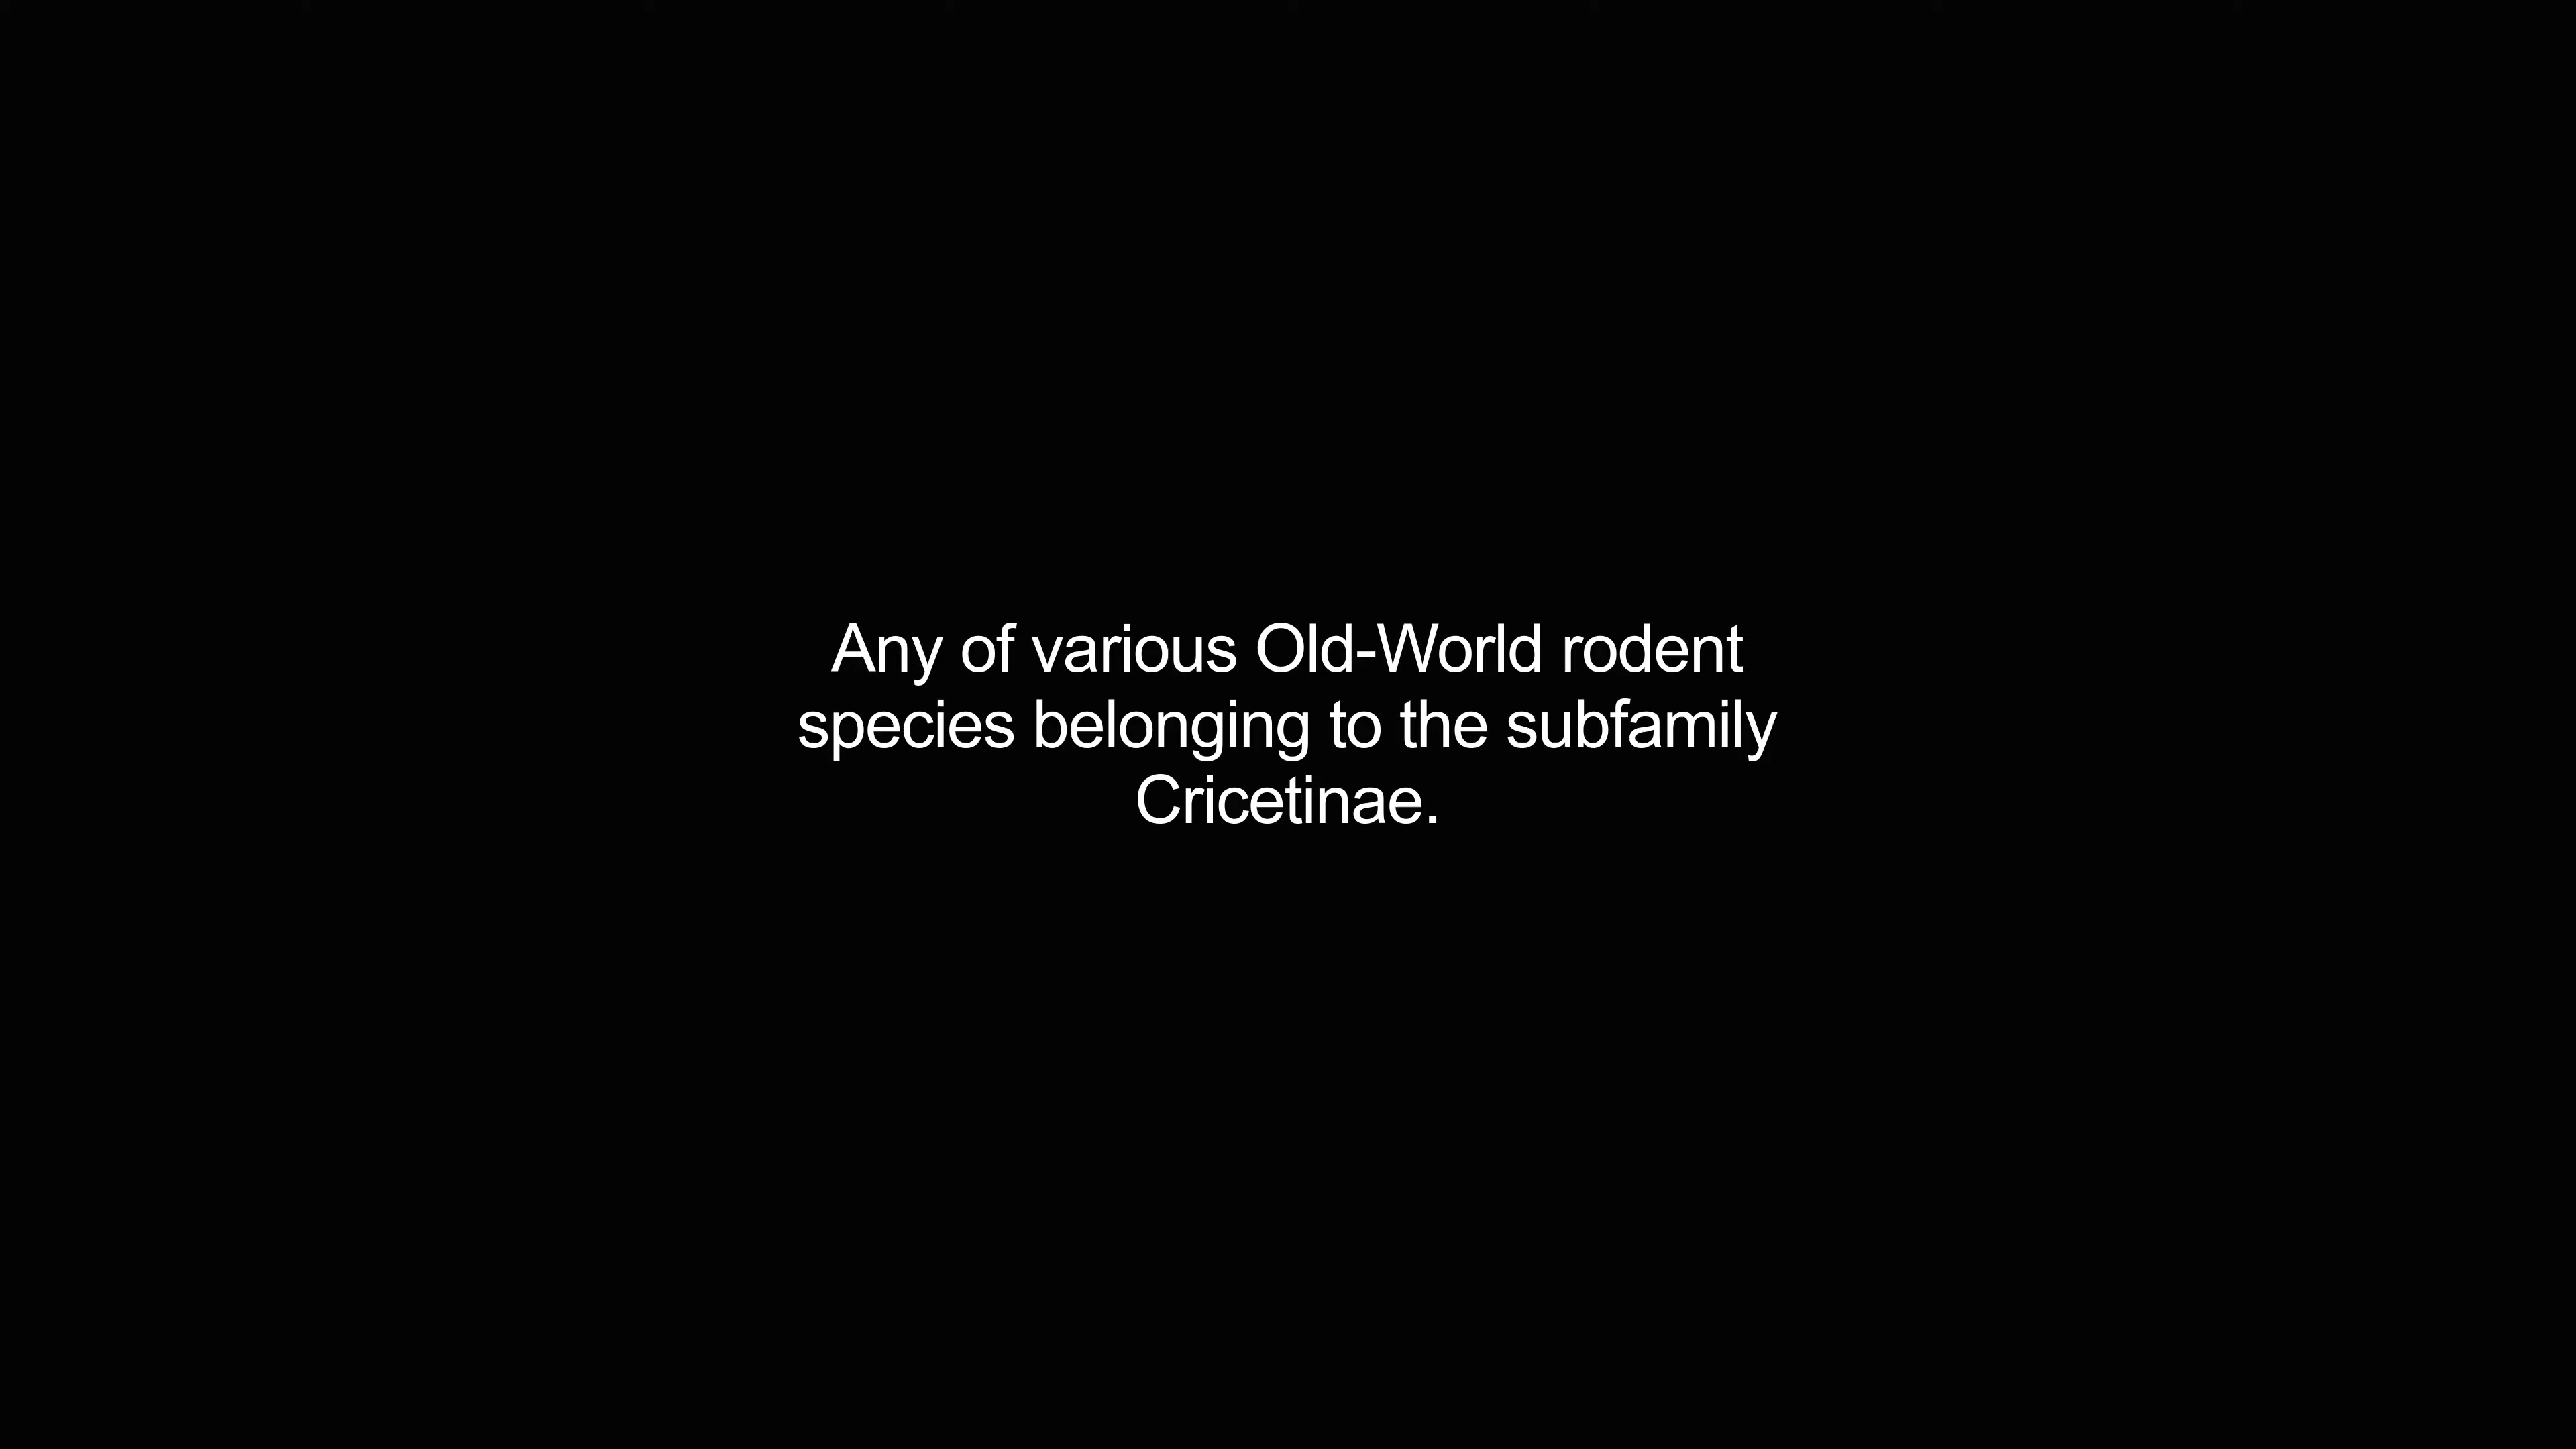 Any of various Old-World rodent
species belonging to the subfamily
Cricetinae.